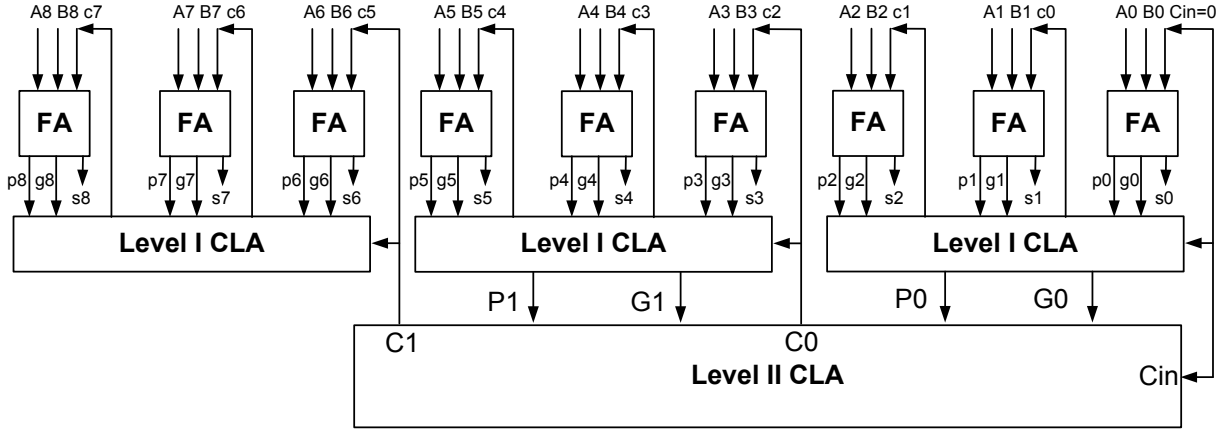 A8 B8 c7 A7 B7 c6 A6 B6 c5 A5 B5 c4 A4 B4 c3 A3 B3 c2 A2 B2 c1 A1 B1 c0 A0 B0 Cin=0
FA FA FA FA FA FA FA FA FA
p8 g8 s8 p7 g7 s7 p6 g6 s6 p5 g5 s5 p4 g4 s4 p3 g3 s3 p2 g2 s2 p1 g1 s1 p0 g0 s0
Level I CLA Level I CLA Level I CLA
P1 G1 P0 G0
C1 C0
Level II CLA Cin